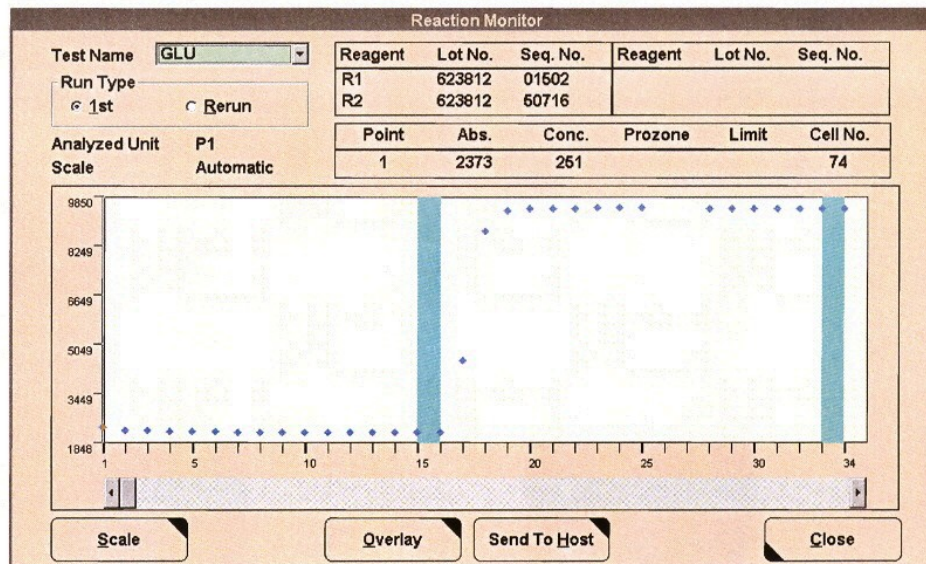 Reaction Monitor
Test Name GLU
Run Type
1st Rerun
Analyzed Unit P1
Scale Automatic
Reagent Lot No. Seq. No. Reagent Lot No. Seq. No.
R1 623812 01502
R2 623812 50716
Point Abs. Conc. Prozone Limit Cell No.
1 2373 251 74
9850
8249
6649
5049
3449
1848
1 5 10 15 20 25 30 34
Scale Overlay Send To Host Close